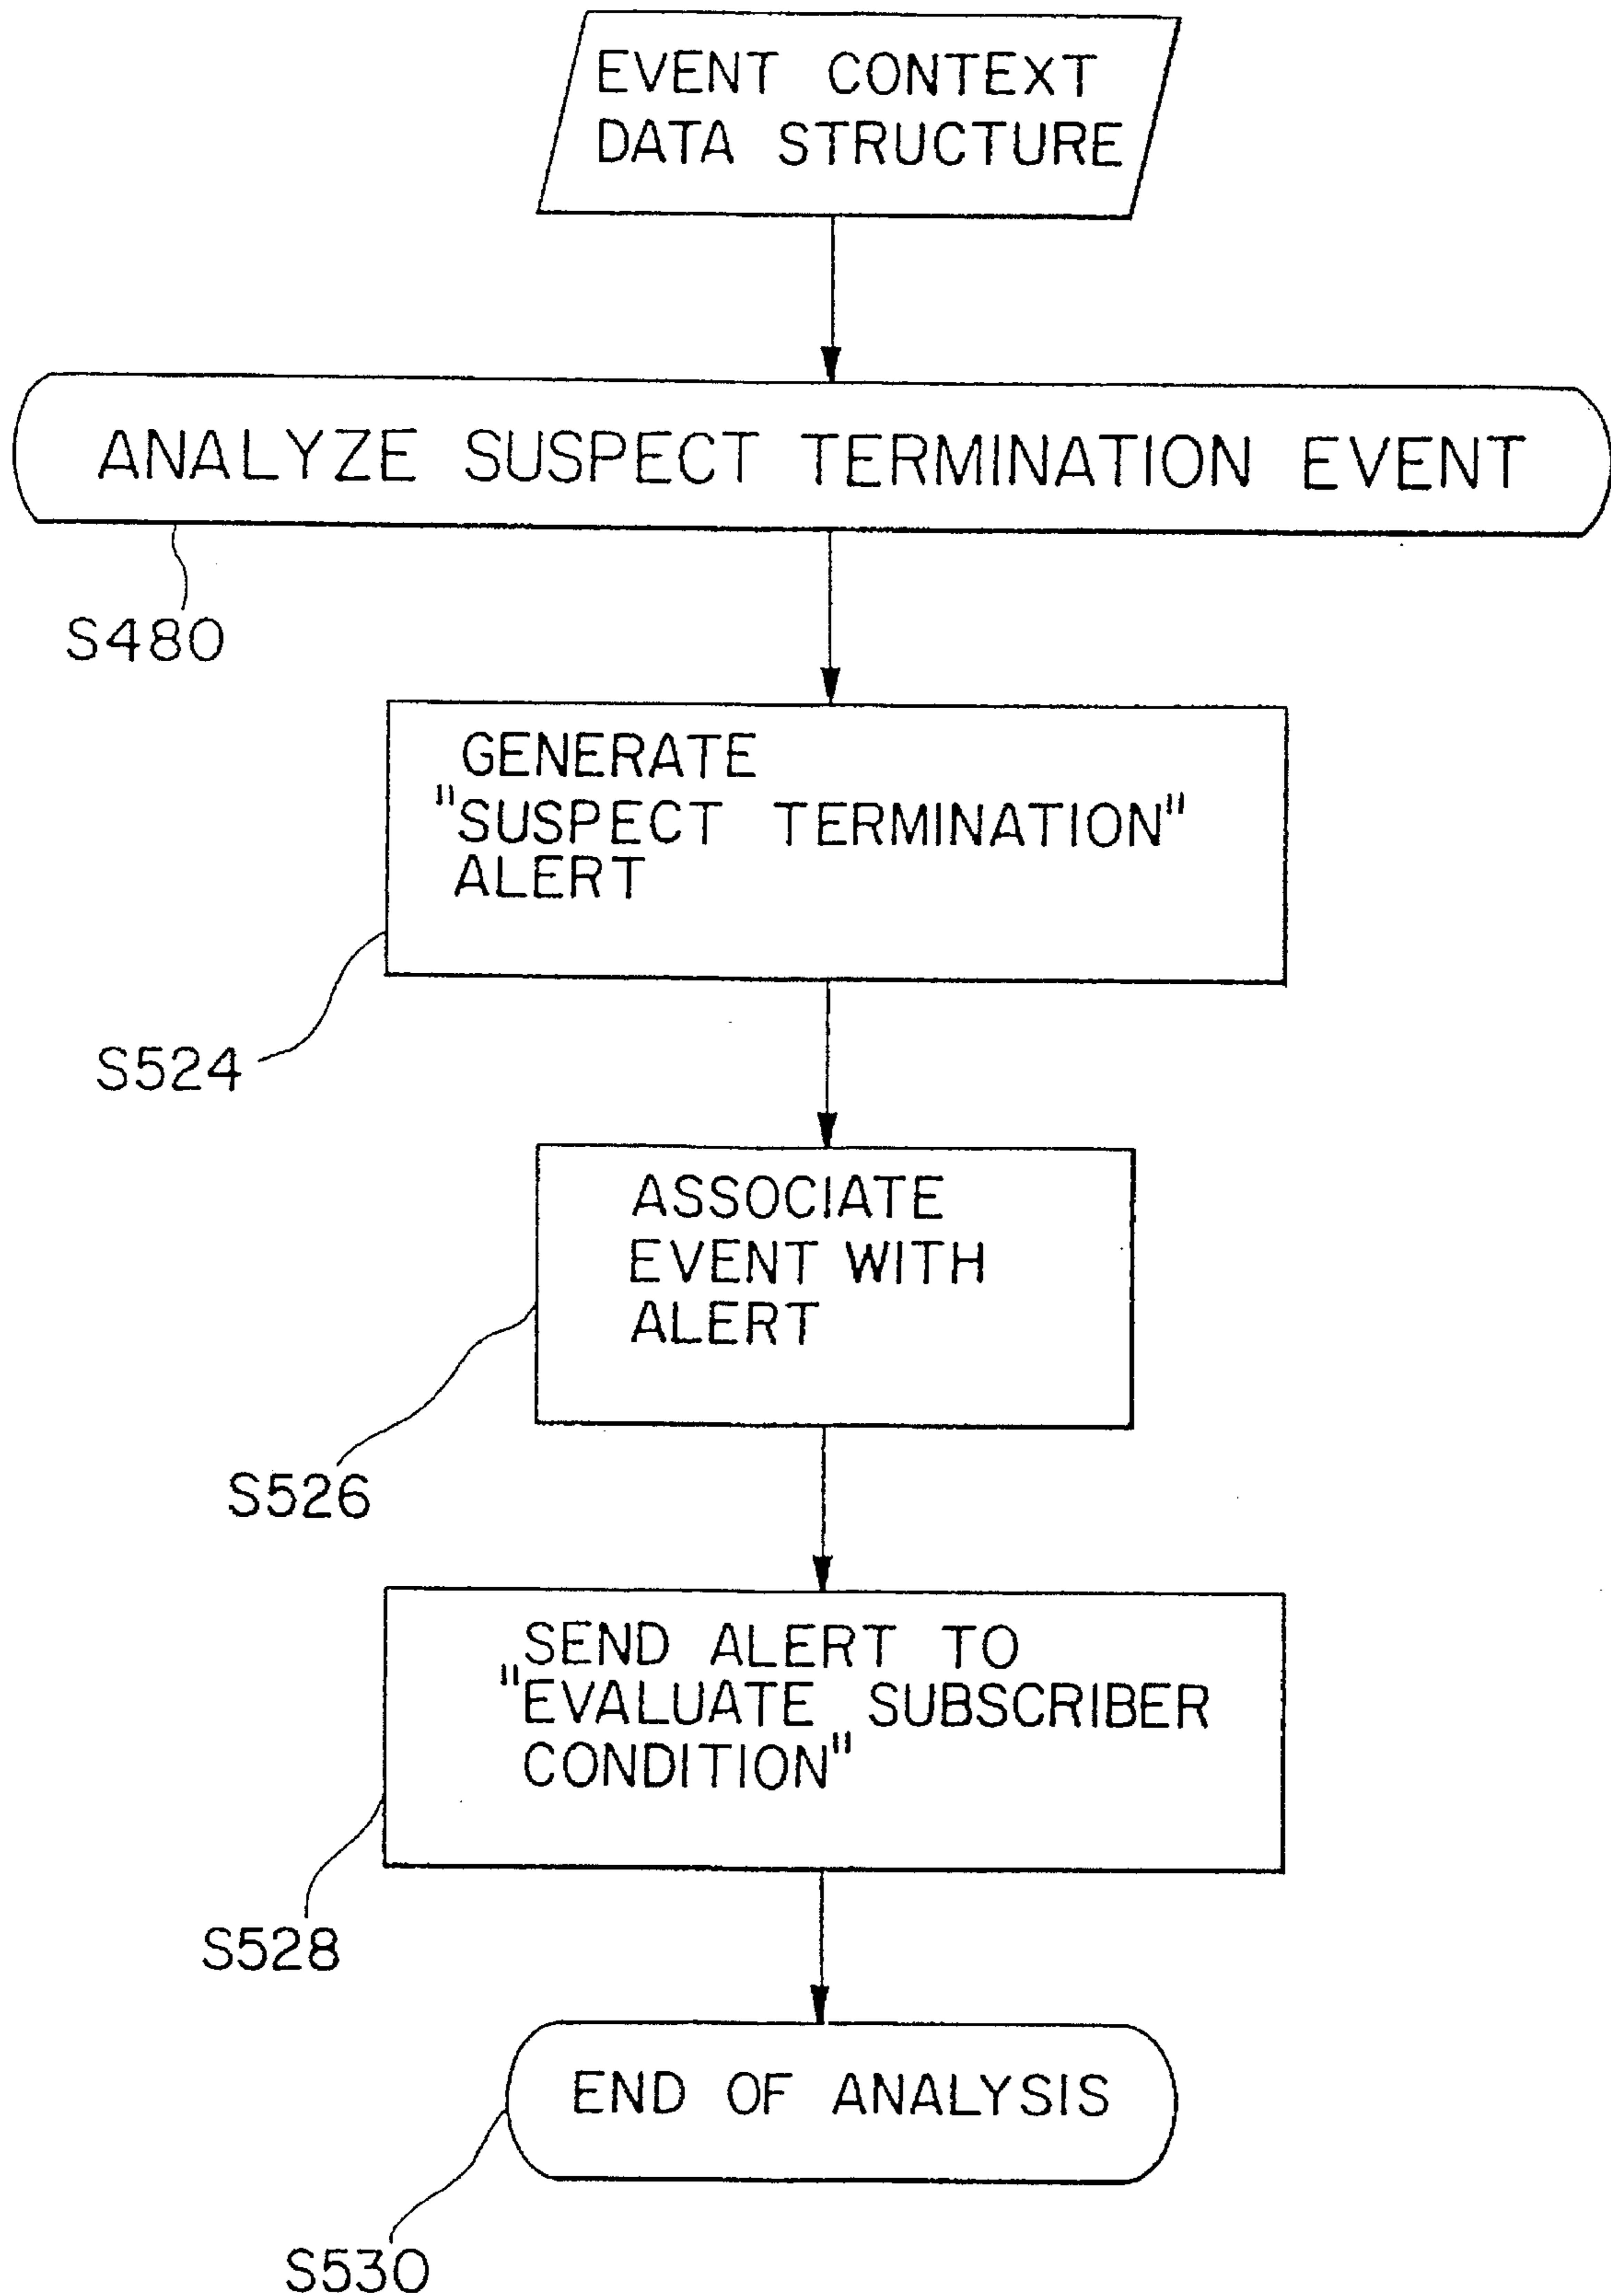 EVENT CONTEXT
DATA STRUCTURE
ANALYZE SUSPECT TERMINATION EVENT
S480
GENERATE
"SUSPECT TERMINATION"
ALERT
S524
ASSOCIATE
EVENT WITH
ALERT
S526
SEND ALERT TO
"EVALUATE SUBSCRIBER
CONDITION"
S528
END OF ANALYSIS
S530